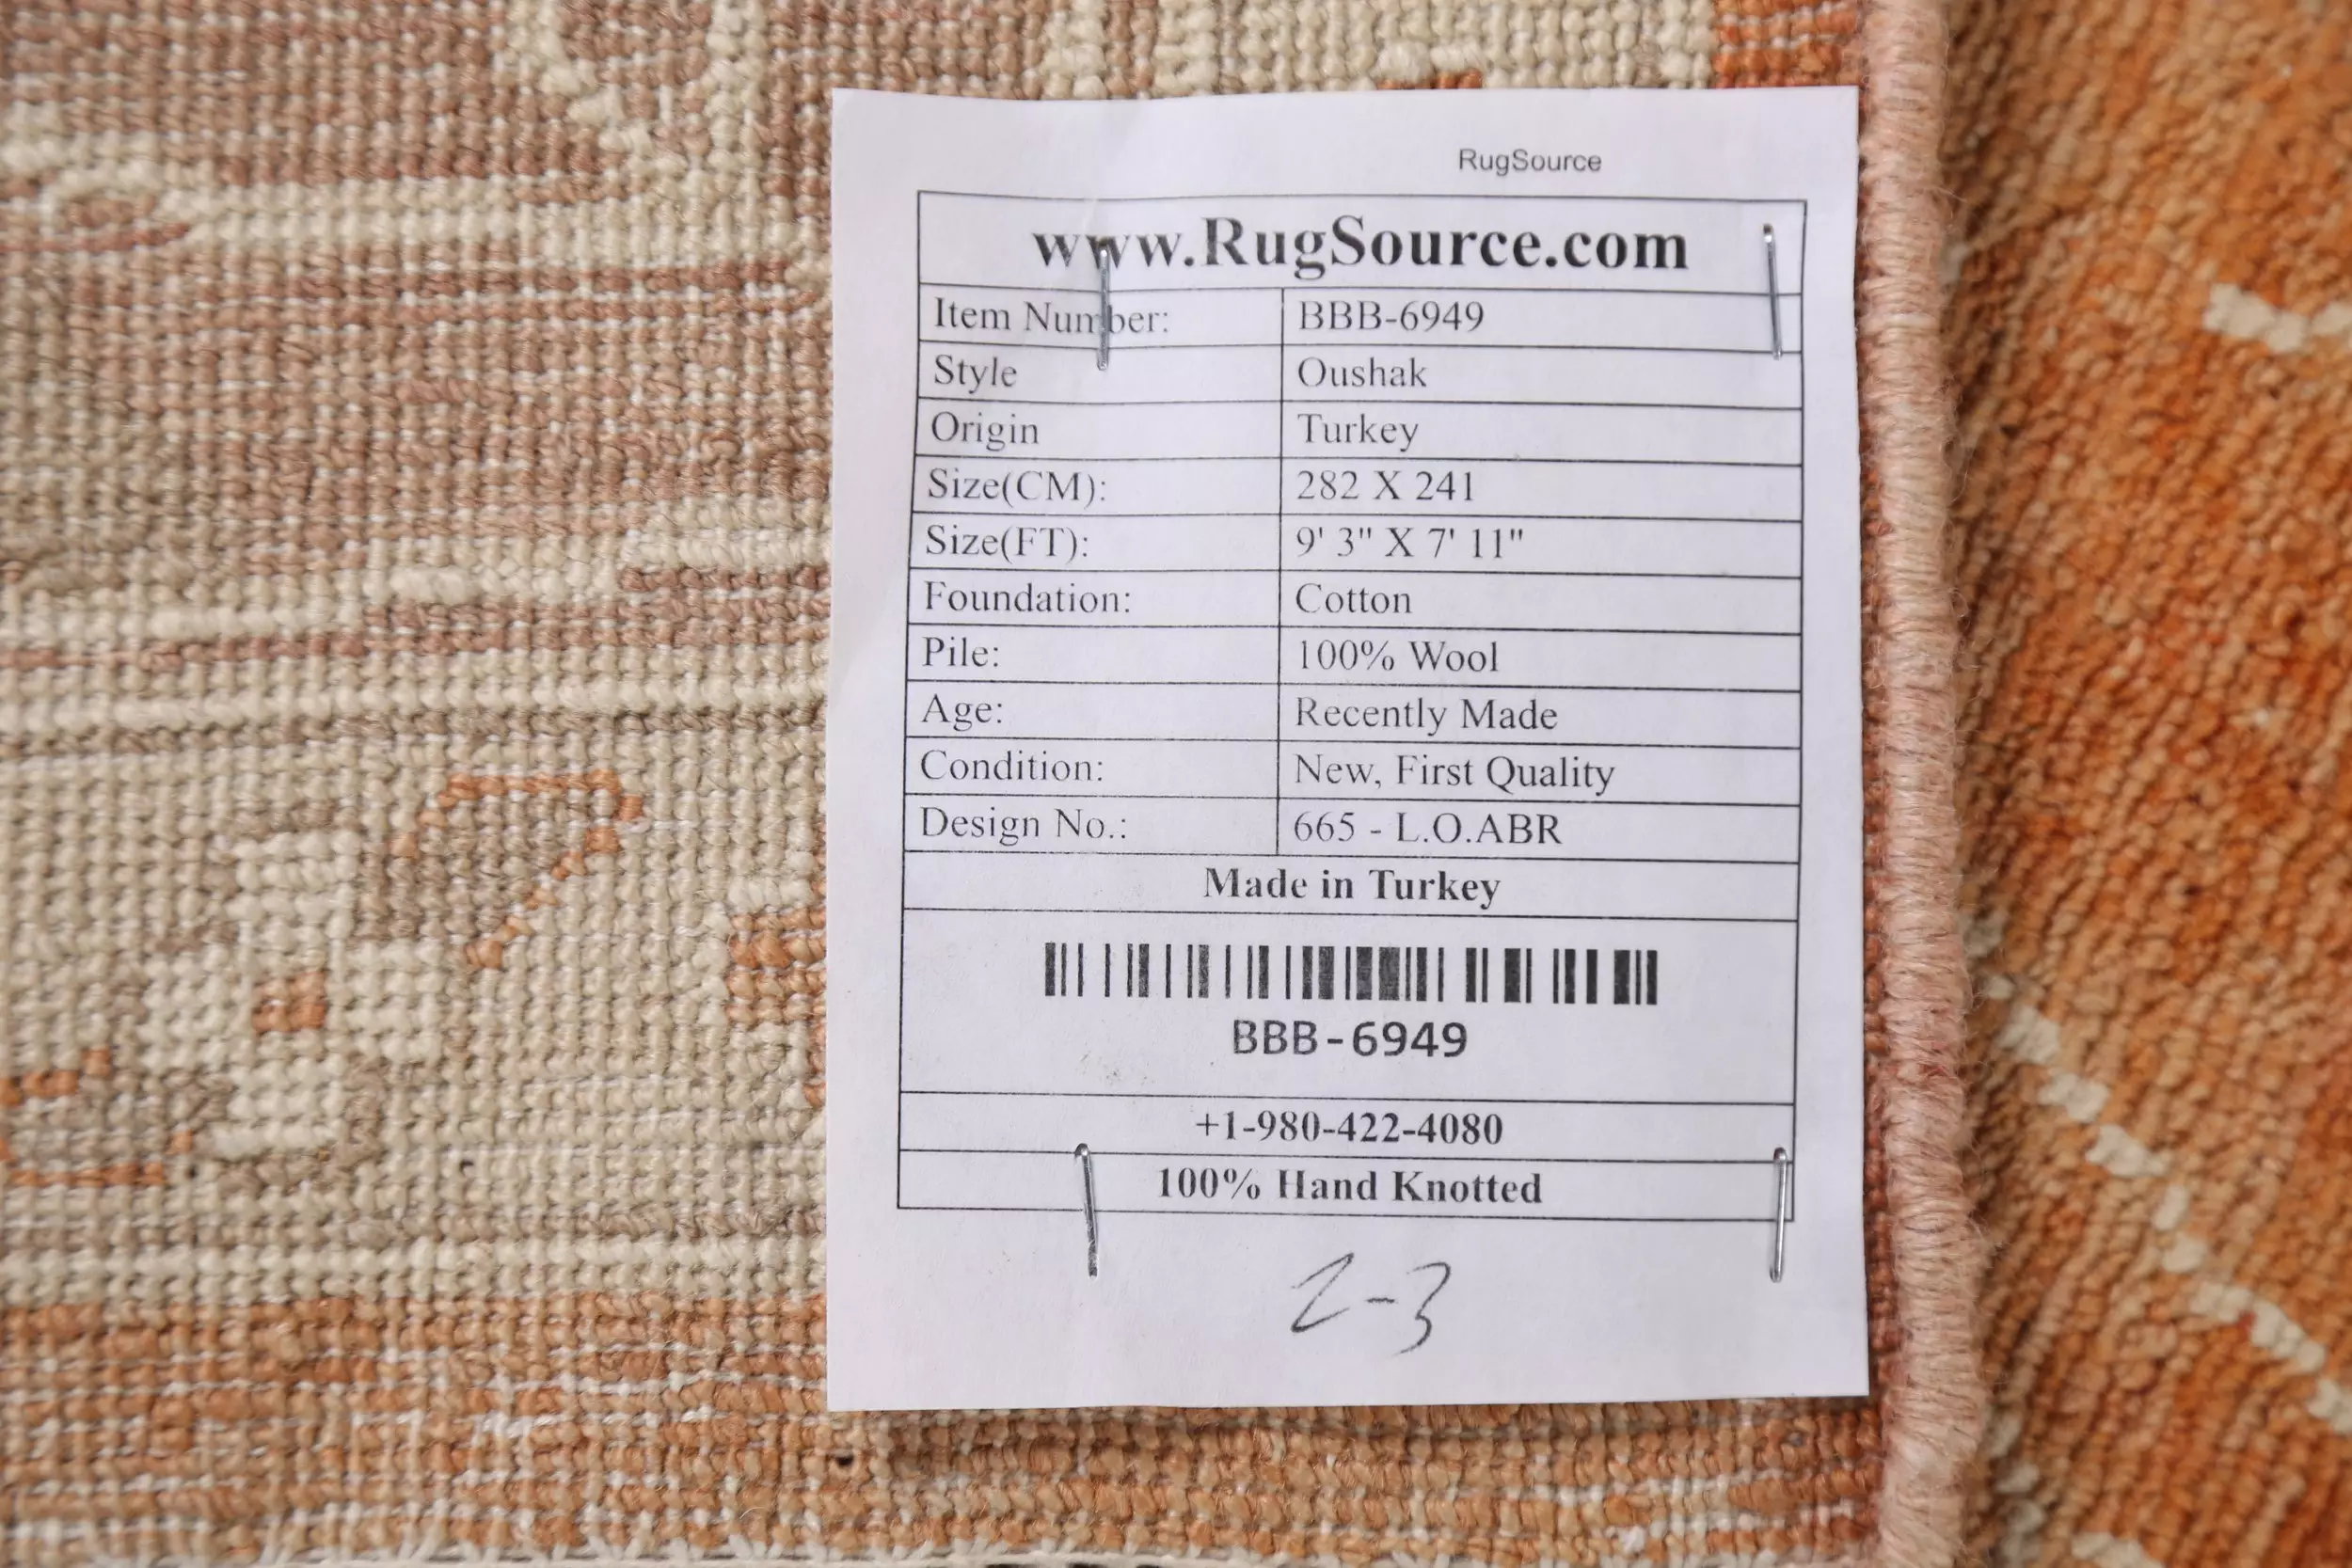 RugSource
www.RugSource.com
Item Number: BBB-6949
Style Oushak
Origin Turkey
Size(CM): 282 X 241
Size(FT): 9' 3" X 7' 11"
Foundation: Cotton
Pile: 100% Wool
Age: Recently Made
Condition: New, First Quality
Design No.: 665 - L.O.ABR
Made in Turkey
BBB-6949
+1-980-422-4080
100% Hand Knotted
2-3